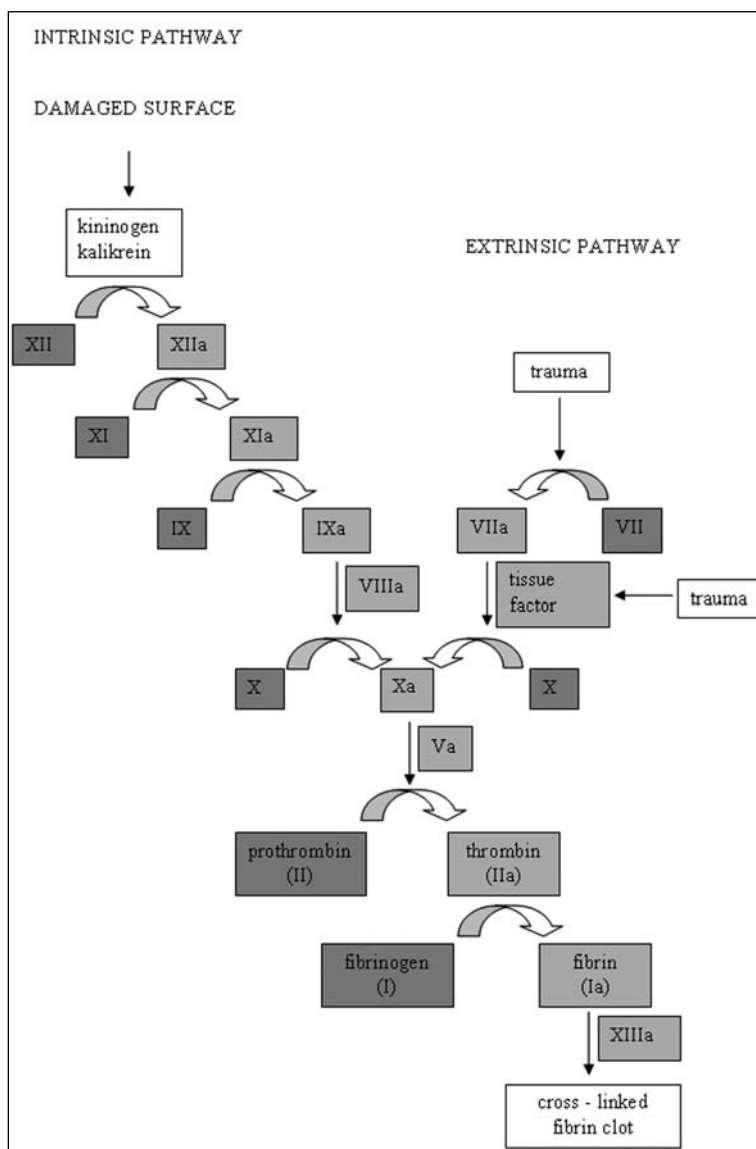 INTRINSIC PATHWAY
DAMAGED SURFACE
kininogen
kalikrein
EXTRINSIC PATHWAY
XII
XIIa
trauma
XI
XIa
IX
IXa
VIIa
VII
VIIIa
tissue
factor
trauma
X
Xa
X
Va
prothrombin
(II)
thrombin
(IIa)
fibrinogen
(I)
fibrin
(Ia)
XIIIa
cross - linked
fibrin clot